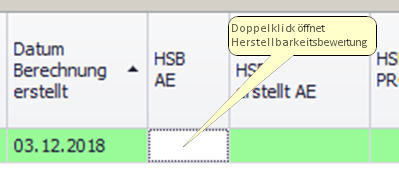 Doppelklick öffnet
Herstellbarkeitsbewertung
Datum
Berechnung
erstellt
HSB
AE
HSB
erstellt AE
HSB
PR
03.12.2018